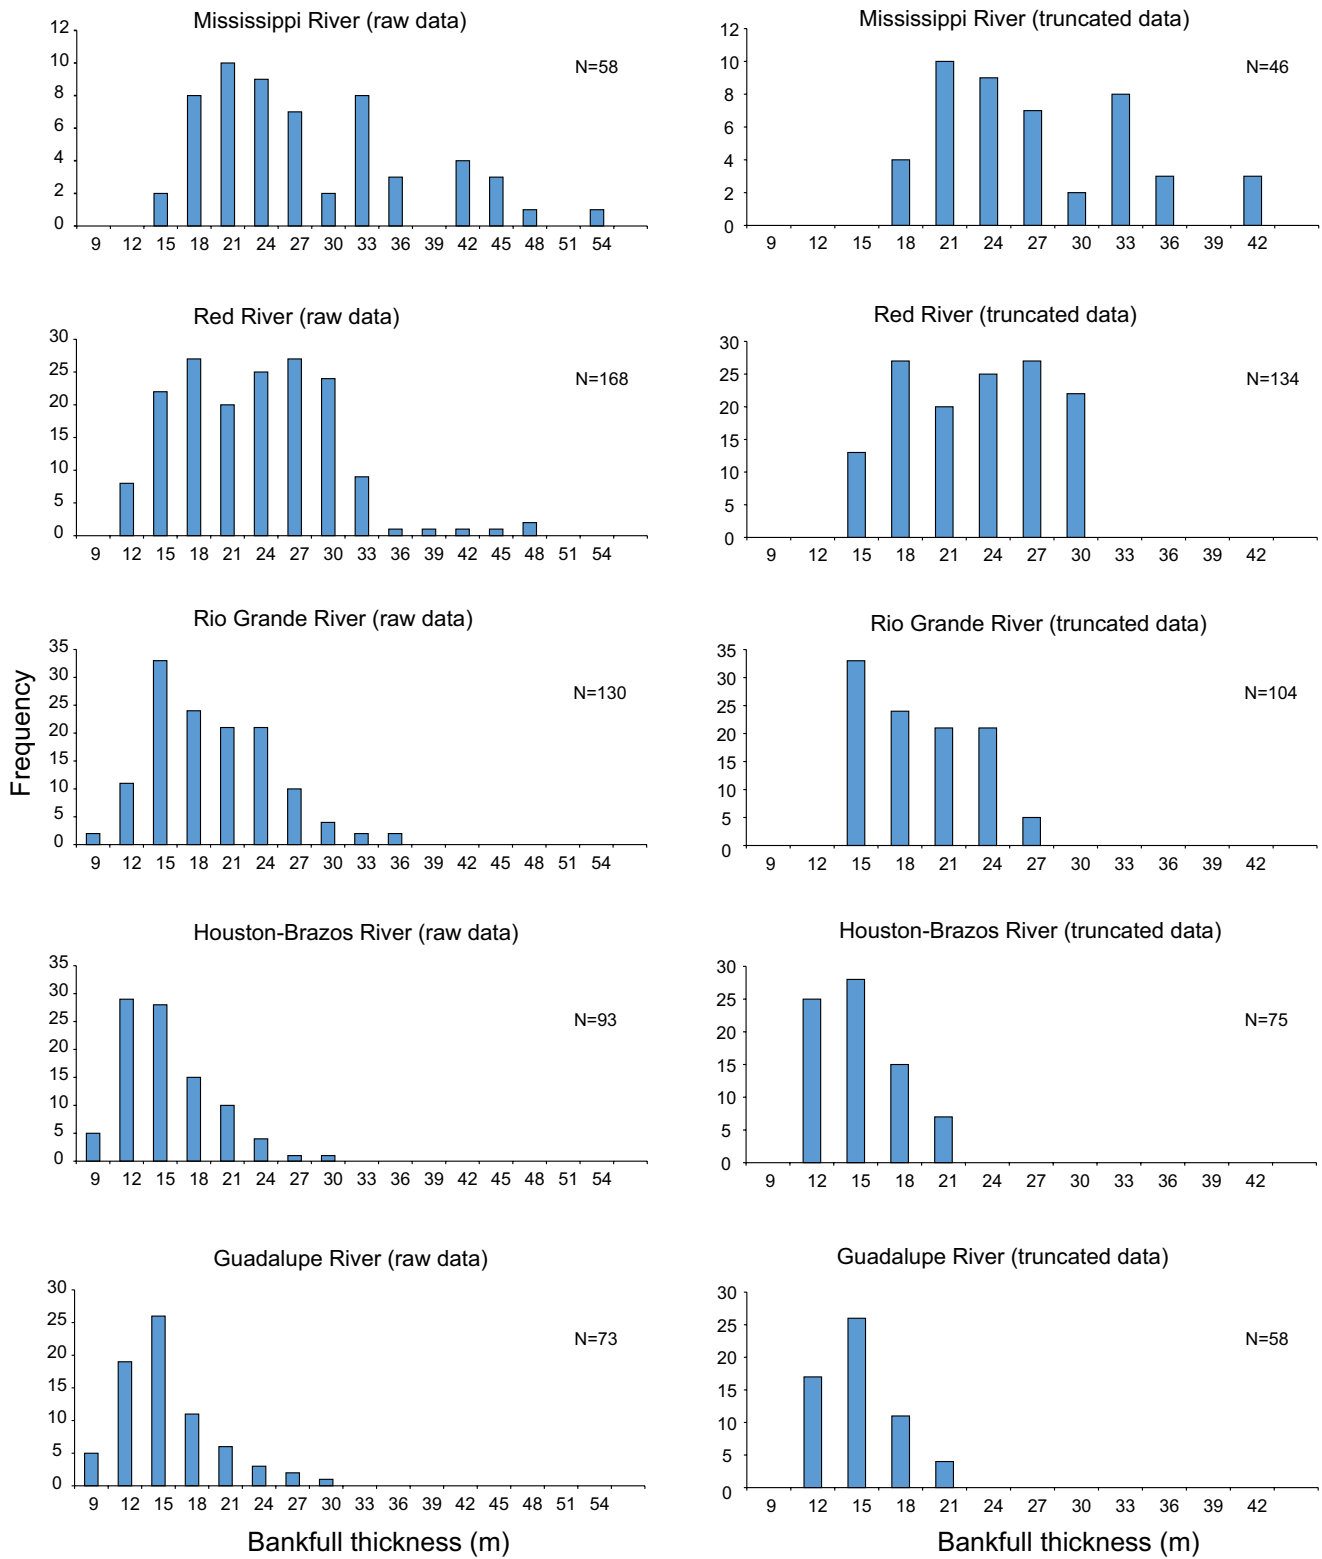 Mississippi River (raw data)
12
10
8
6
4
2
0
N=58
9 12 15 18 21 24 27 30 33 36 39 42 45 48 51 54
Mississippi River (truncated data)
12
10
8
6
4
2
0
N=46
9 12 15 18 21 24 27 30 33 36 39 42
Red River (raw data)
30
25
20
15
10
5
0
N=168
9 12 15 18 21 24 27 30 33 36 39 42 45 48 51 54
Red River (truncated data)
30
25
20
15
10
5
0
N=134
9 12 15 18 21 24 27 30 33 36 39 42
Frequency
Rio Grande River (raw data)
35
30
25
20
15
10
5
0
N=130
9 12 15 18 21 24 27 30 33 36 39 42 45 48 51 54
Rio Grande River (truncated data)
35
30
25
20
15
10
5
0
N=104
9 12 15 18 21 24 27 30 33 36 39 42
Houston-Brazos River (raw data)
35
30
25
20
15
10
5
0
N=93
9 12 15 18 21 24 27 30 33 36 39 42 45 48 51 54
Houston-Brazos River (truncated data)
30
25
20
15
10
5
0
N=75
9 12 15 18 21 24 27 30 33 36 39 42
Guadalupe River (raw data)
30
25
20
15
10
5
0
N=73
9 12 15 18 21 24 27 30 33 36 39 42 45 48 51 54
Bankfull thickness (m)
Guadalupe River (truncated data)
30
25
20
15
10
5
0
N=58
9 12 15 18 21 24 27 30 33 36 39 42
Bankfull thickness (m)